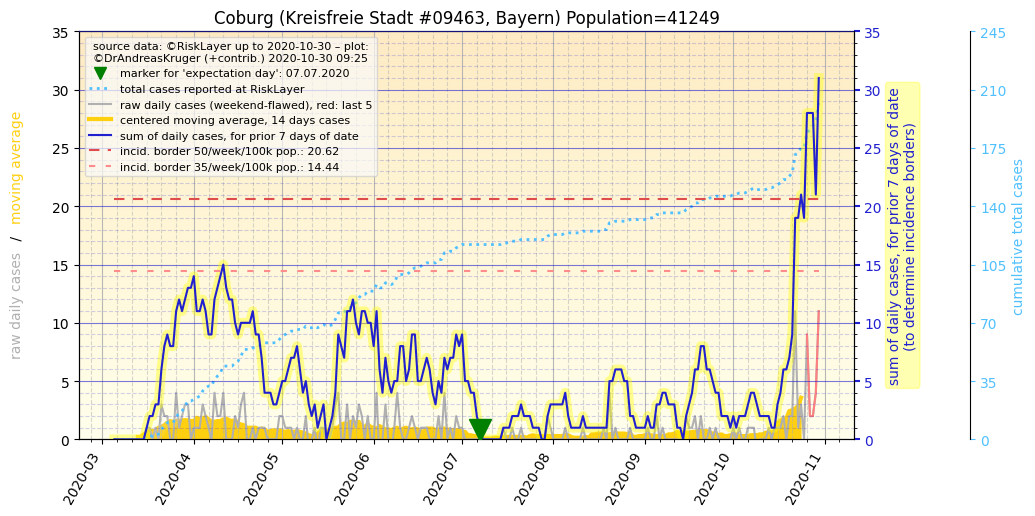 Coburg (Kreisfreie Stadt #09463, Bayern) Population=41249
source data: ©RiskLayer up to 2020-10-30 – plot:
©DrAndreasKruger (+contrib.) 2020-10-30 09:25
marker for 'expectation day': 07.07.2020
total cases reported at RiskLayer
raw daily cases (weekend-flawed), red: last 5
centered moving average, 14 days cases
sum of daily cases, for prior 7 days of date
incid. border 50/week/100k pop.: 20.62
incid. border 35/week/100k pop.: 14.44
raw daily cases / moving average
35
30
25
20
15
10
5
0
2020-03
2020-04
2020-05
2020-06
2020-07
2020-08
2020-09
2020-10
2020-11
35
30
25
20
15
10
5
0
sum of daily cases, for prior 7 days of date
(to determine incidence borders)
245
210
175
140
105
70
35
0
cumulative total cases